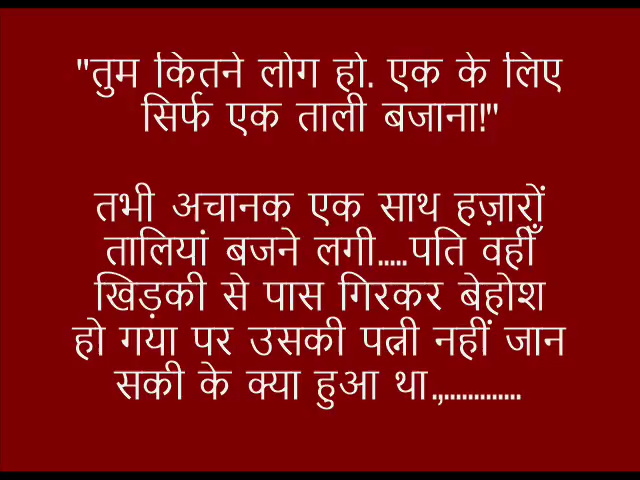 "तुम कितने लोग हो. एक के लिए
सिर्फ एक ताली बजाना!"
तभी अचानक एक साथ हज़ारों
तालियां बजने लगी.....पति वहीँ
खिड़की से पास गिरकर बेहोश
हो गया पर उसकी पत्नी नहीं जान
सकी के क्या हुआ था.,.............